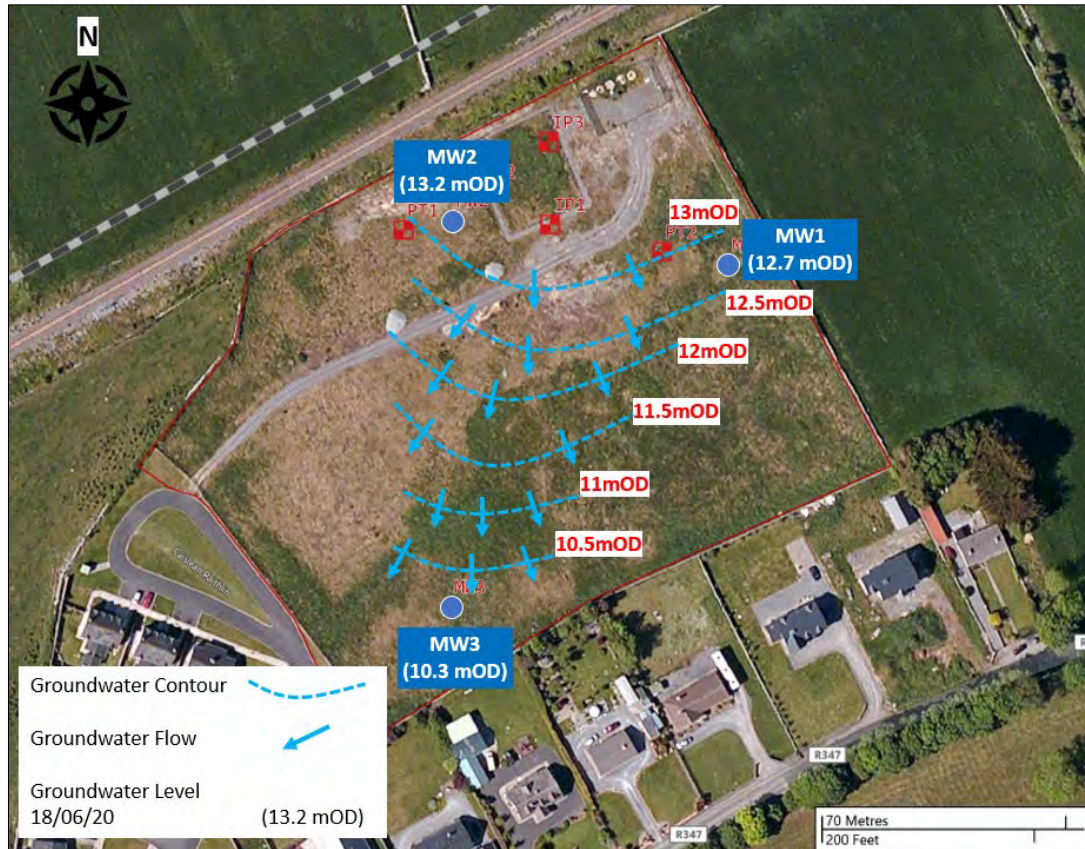 N
IP3
MW2
(13.2 mOD)
PT1
IP1
13mOD
PT2
MW1
(12.7 mOD)
12.5mOD
12mOD
11.5mOD
11mOD
10.5mOD
MW3
(10.3 mOD)
Caislean Raithin
Groundwater Contour
Groundwater Flow
Groundwater Level
18/06/20 (13.2 mOD)
R347
R347
70 Metres
200 Feet